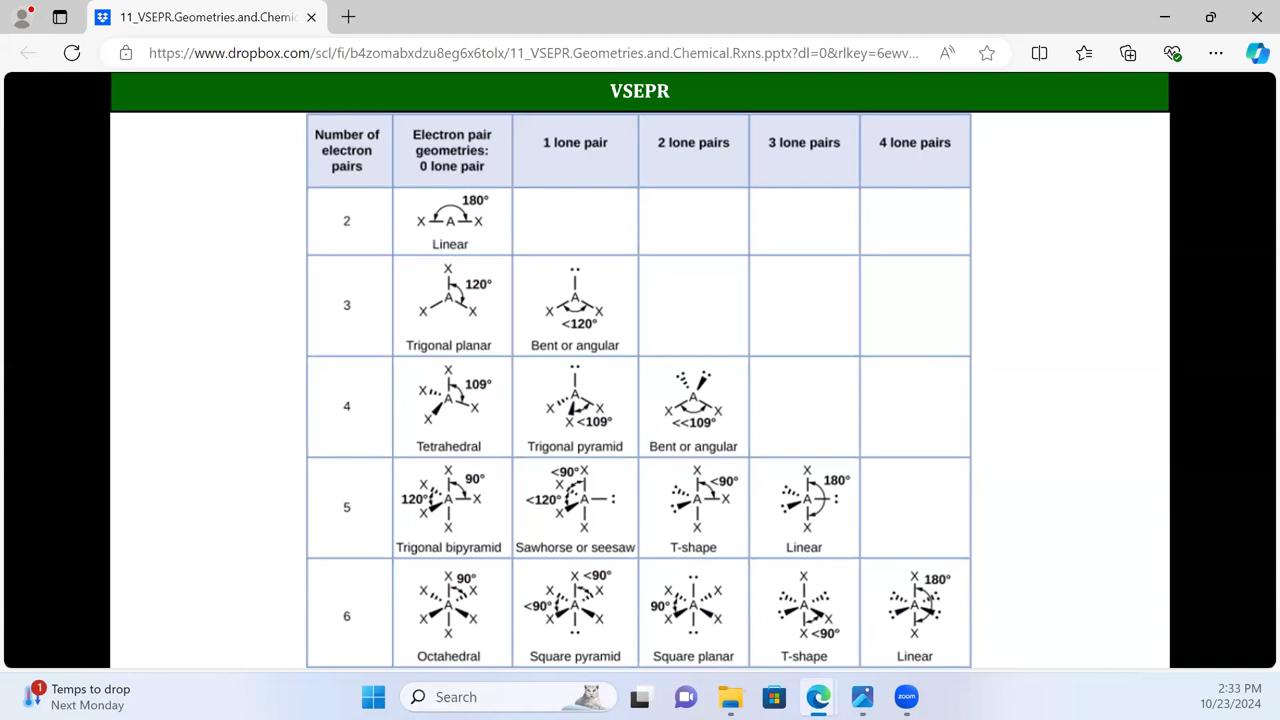 11_VSEPR.Geometries.and.Chemic
https://www.dropbox.com/scl/fi/b4zomabxdzu8eg6x6tolx/11_VSEPR.Geometries.and.Chemical.Rxns.pptx?dl=0&rlkey=6ewv...
VSEPR
Number of electron pairs
Electron pair geometries: 0 lone pair
1 lone pair
2 lone pairs
3 lone pairs
4 lone pairs
2
180°
X A X
Linear
3
X
120°
A
X X
Trigonal planar
A
X X
<120°
Bent or angular
4
X
X 109°
A
X X
Tetrahedral
A
X X
X <109°
Trigonal pyramid
A
X X
<<109°
Bent or angular
5
X
X 90°
120° A X
X
X
Trigonal bipyramid
<90° X
X
<120° A
X
X
Sawhorse or seesaw
X
<90°
A X
X
T-shape
X
180°
A
X
Linear
6
X 90°
X X
A
X X
X
Octahedral
X <90°
X X
<90° A
X X
Square pyramid
X X
90° A
X X
Square planar
X
A
X
X <90°
T-shape
X 180°
A
X
Linear
1
Temps to drop
Next Monday
Search
zoom
2:33 PM
10/23/2024